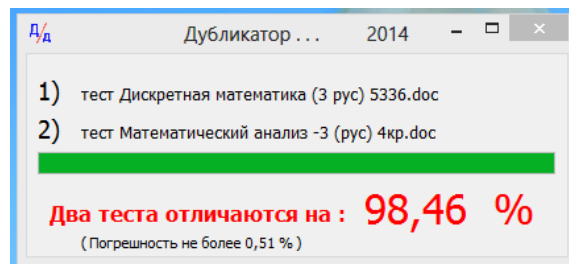 Д/д Дубликатор . . . 2014
1) тест Дискретная математика (3 рус) 5336.doc
2) тест Математический анализ -3 (рус) 4кр.doc
Два теста отличаются на : 98,46 %
( Погрешность не более 0,51 % )